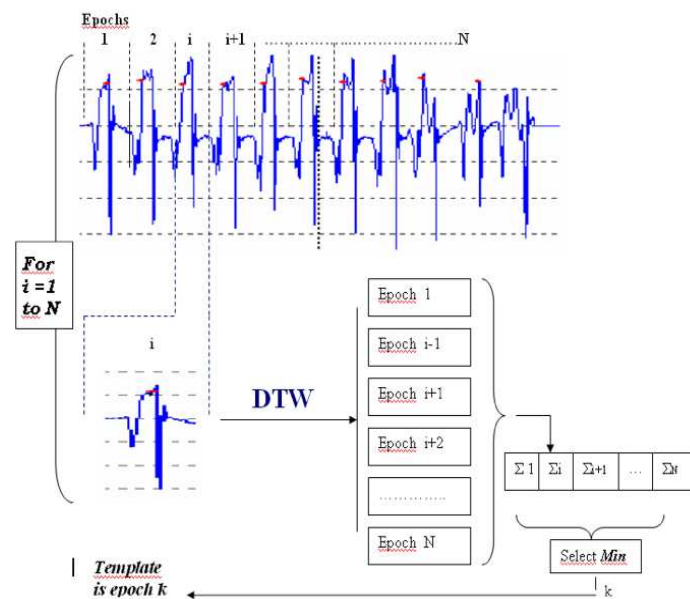 Epochs
1 2 i i+1 ........................N
For
i =1
to N
i
DTW
Epoch 1
Epoch i-1
Epoch i+1
Epoch i+2
..............
Epoch N
Σ 1 Σi Σi+1 ... ΣN
Select Min
k
Template
is epoch k